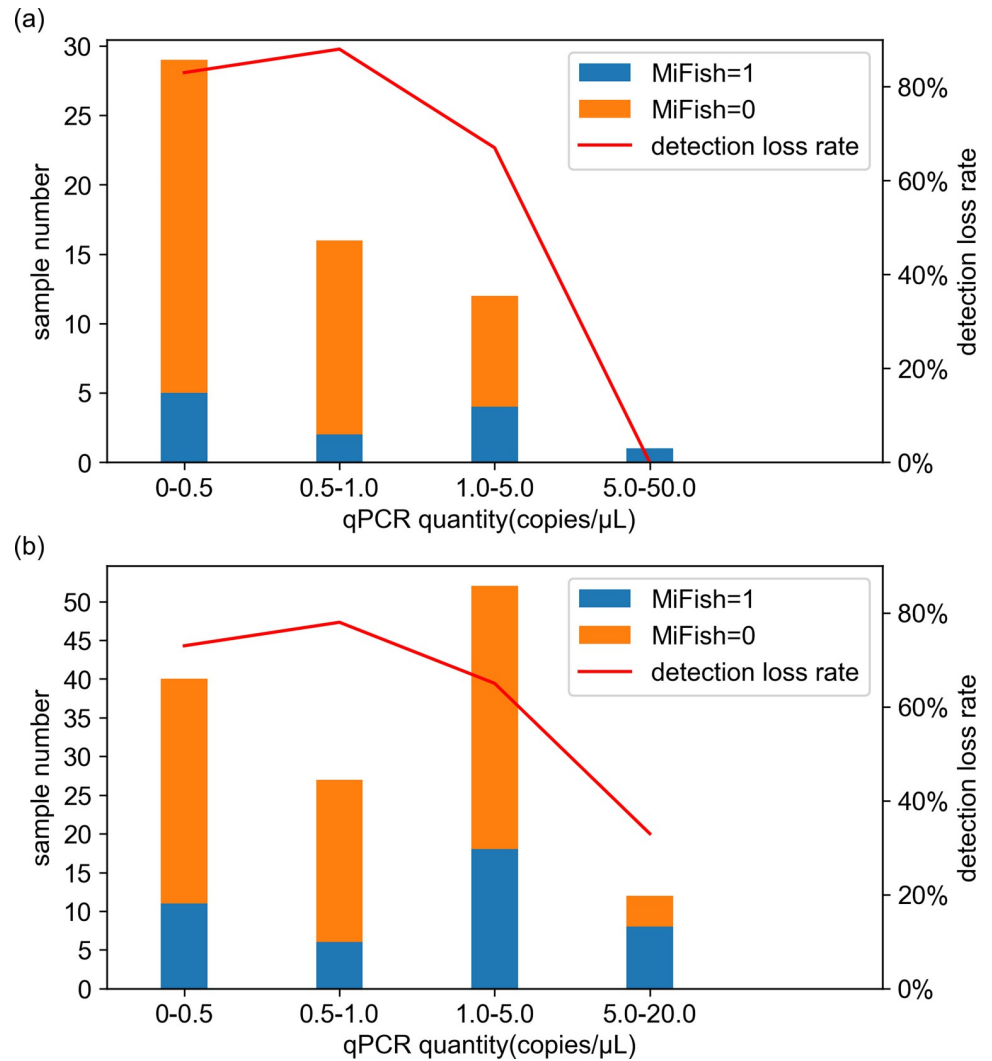 (a)
30
25
20
15
10
5
0
sample number
MiFish=1
MiFish=0
detection loss rate
80%
60%
40%
20%
0%
detection loss rate
0-0.5 0.5-1.0 1.0-5.0 5.0-50.0
qPCR quantity(copies/μL)
(b)
50
45
40
35
30
25
20
15
10
5
0
sample number
MiFish=1
MiFish=0
detection loss rate
80%
60%
40%
20%
0%
detection loss rate
0-0.5 0.5-1.0 1.0-5.0 5.0-20.0
qPCR quantity(copies/μL)